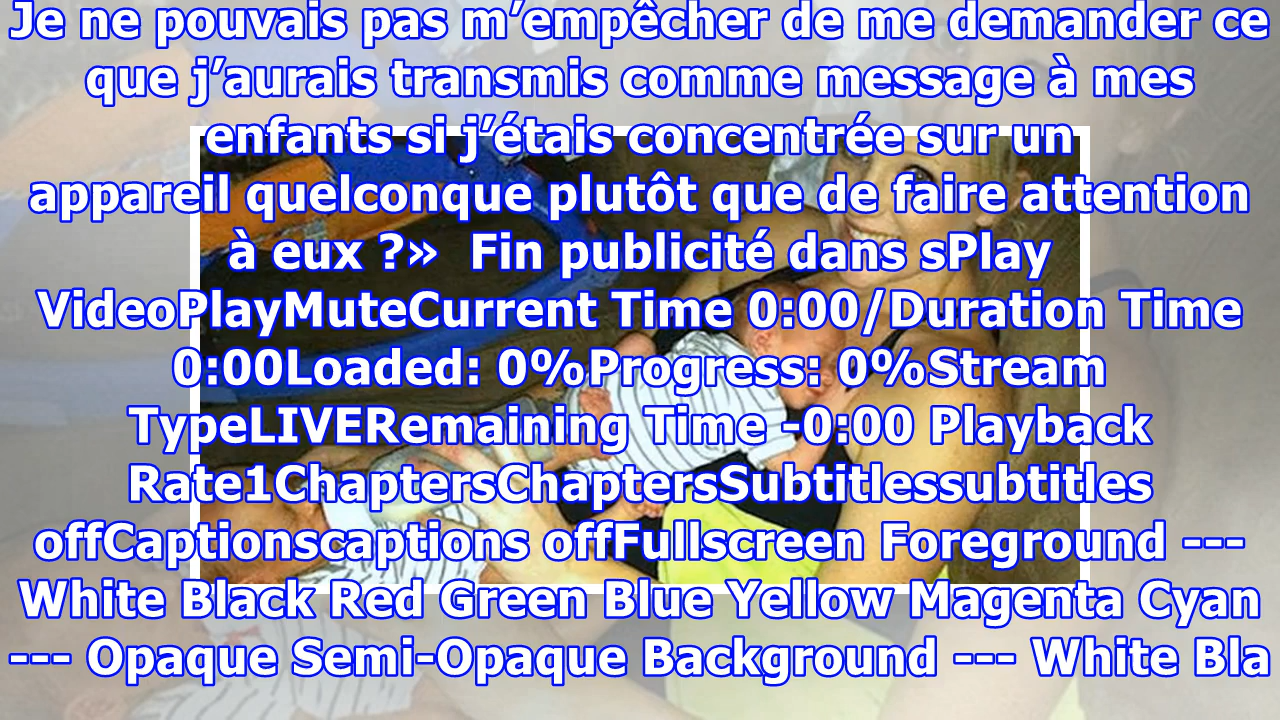 Je ne pouvais pas m’empêcher de me demander ce
que j’aurais transmis comme message à mes
enfants si j’étais concentrée sur un
appareil quelconque plutôt que de faire attention
à eux ?»  Fin publicité dans sPlay
VideoPlayMuteCurrent Time 0:00/Duration Time
0:00Loaded: 0%Progress: 0%Stream
TypeLIVERemaining Time -0:00 Playback
Rate1ChaptersChaptersSubtitlessubtitles
offCaptionscaptions offFullscreen Foreground ---
White Black Red Green Blue Yellow Magenta Cyan
--- Opaque Semi-Opaque Background --- White Bla